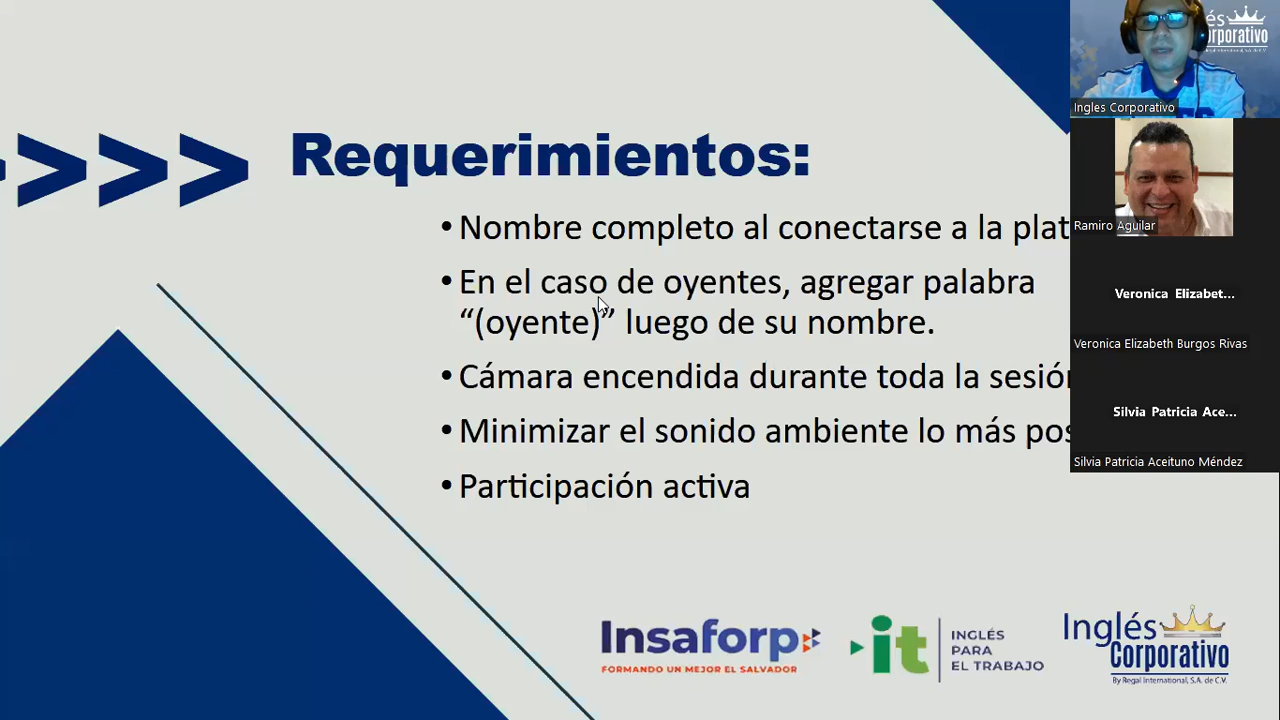 Requerimientos:
• Nombre completo al conectarse a la plat
• En el caso de oyentes, agregar palabra
“(oyente)” luego de su nombre.
• Cámara encendida durante toda la sesión
• Minimizar el sonido ambiente lo más pos
• Participación activa
Insaforp
FORMANDO UN MEJOR EL SALVADOR
it
INGLÉS
PARA
EL TRABAJO
Inglés
Corporativo
By Regal International, S.A. de C.V.
és
orporativo
Ingles Corporativo
Ramiro Aguilar
Veronica Elizabet...
Veronica Elizabeth Burgos Rivas
Silvia Patricia Ace...
Silvia Patricia Aceituno Méndez